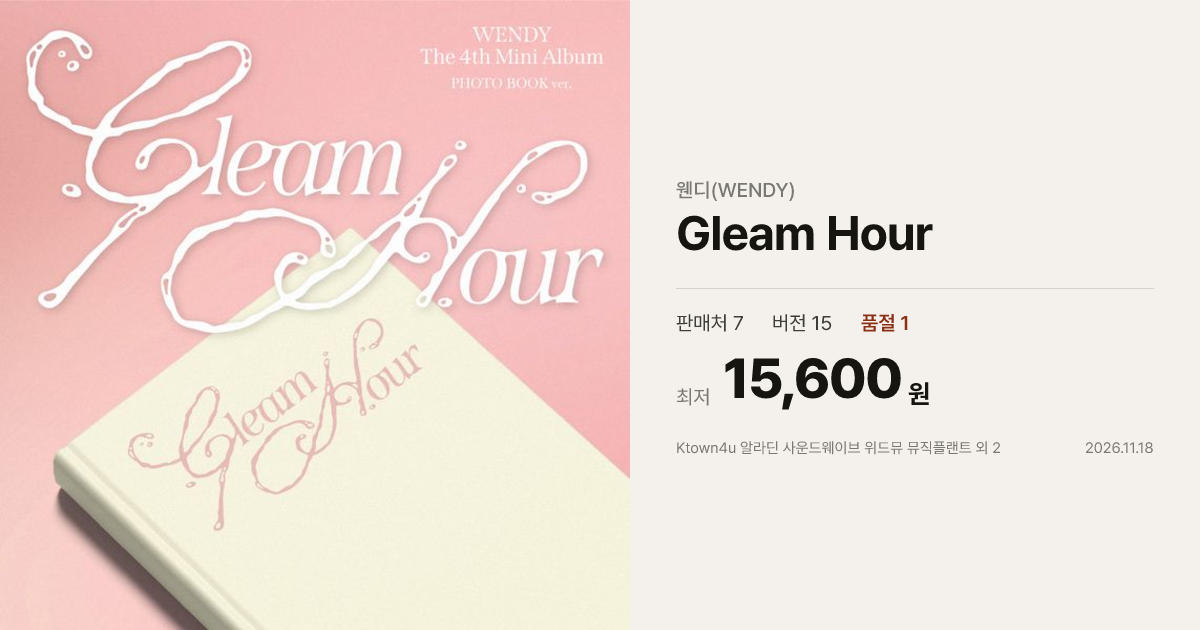 WENDY
The 4th Mini Album
PHOTO BOOK ver.
Gleam
Hour
Gleam Hour
웬디(WENDY)
Gleam Hour
판매처 7 버전 15 품절 1
최저 15,600 원
Ktown4u 알라딘 사운드웨이브 위드뮤 뮤직플랜트 외 2 2026.11.18